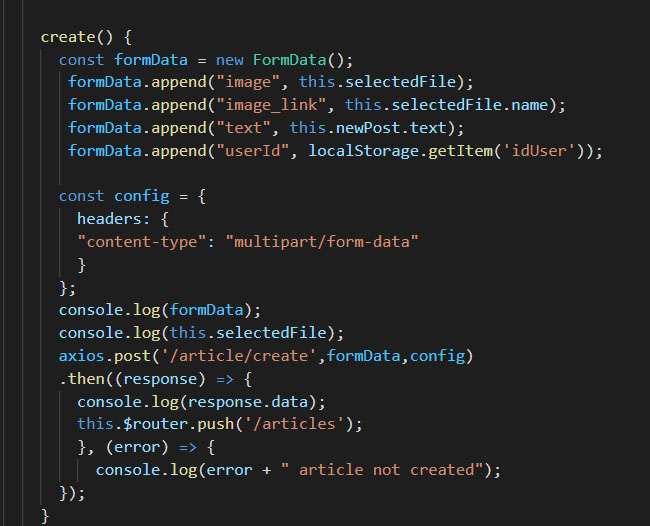 create() {
const formData = new FormData();
formData.append("image", this.selectedFile);
formData.append("image_link", this.selectedFile.name);
formData.append("text", this.newPost.text);
formData.append("userId", localStorage.getItem('idUser'));
const config = {
headers: {
"content-type": "multipart/form-data"
}
};
console.log(formData);
console.log(this.selectedFile);
axios.post('/article/create',formData,config)
.then((response) => {
console.log(response.data);
this.$router.push('/articles');
}, (error) => {
console.log(error + " article not created");
});
}